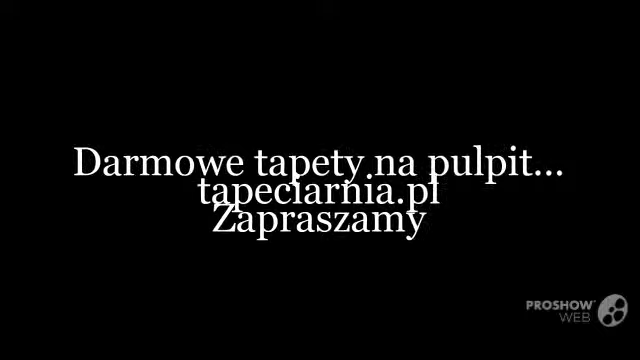 Darmowe tapety na pulpit...
tapeciarnia.pl
Zapraszamy
PROSHOW
WEB